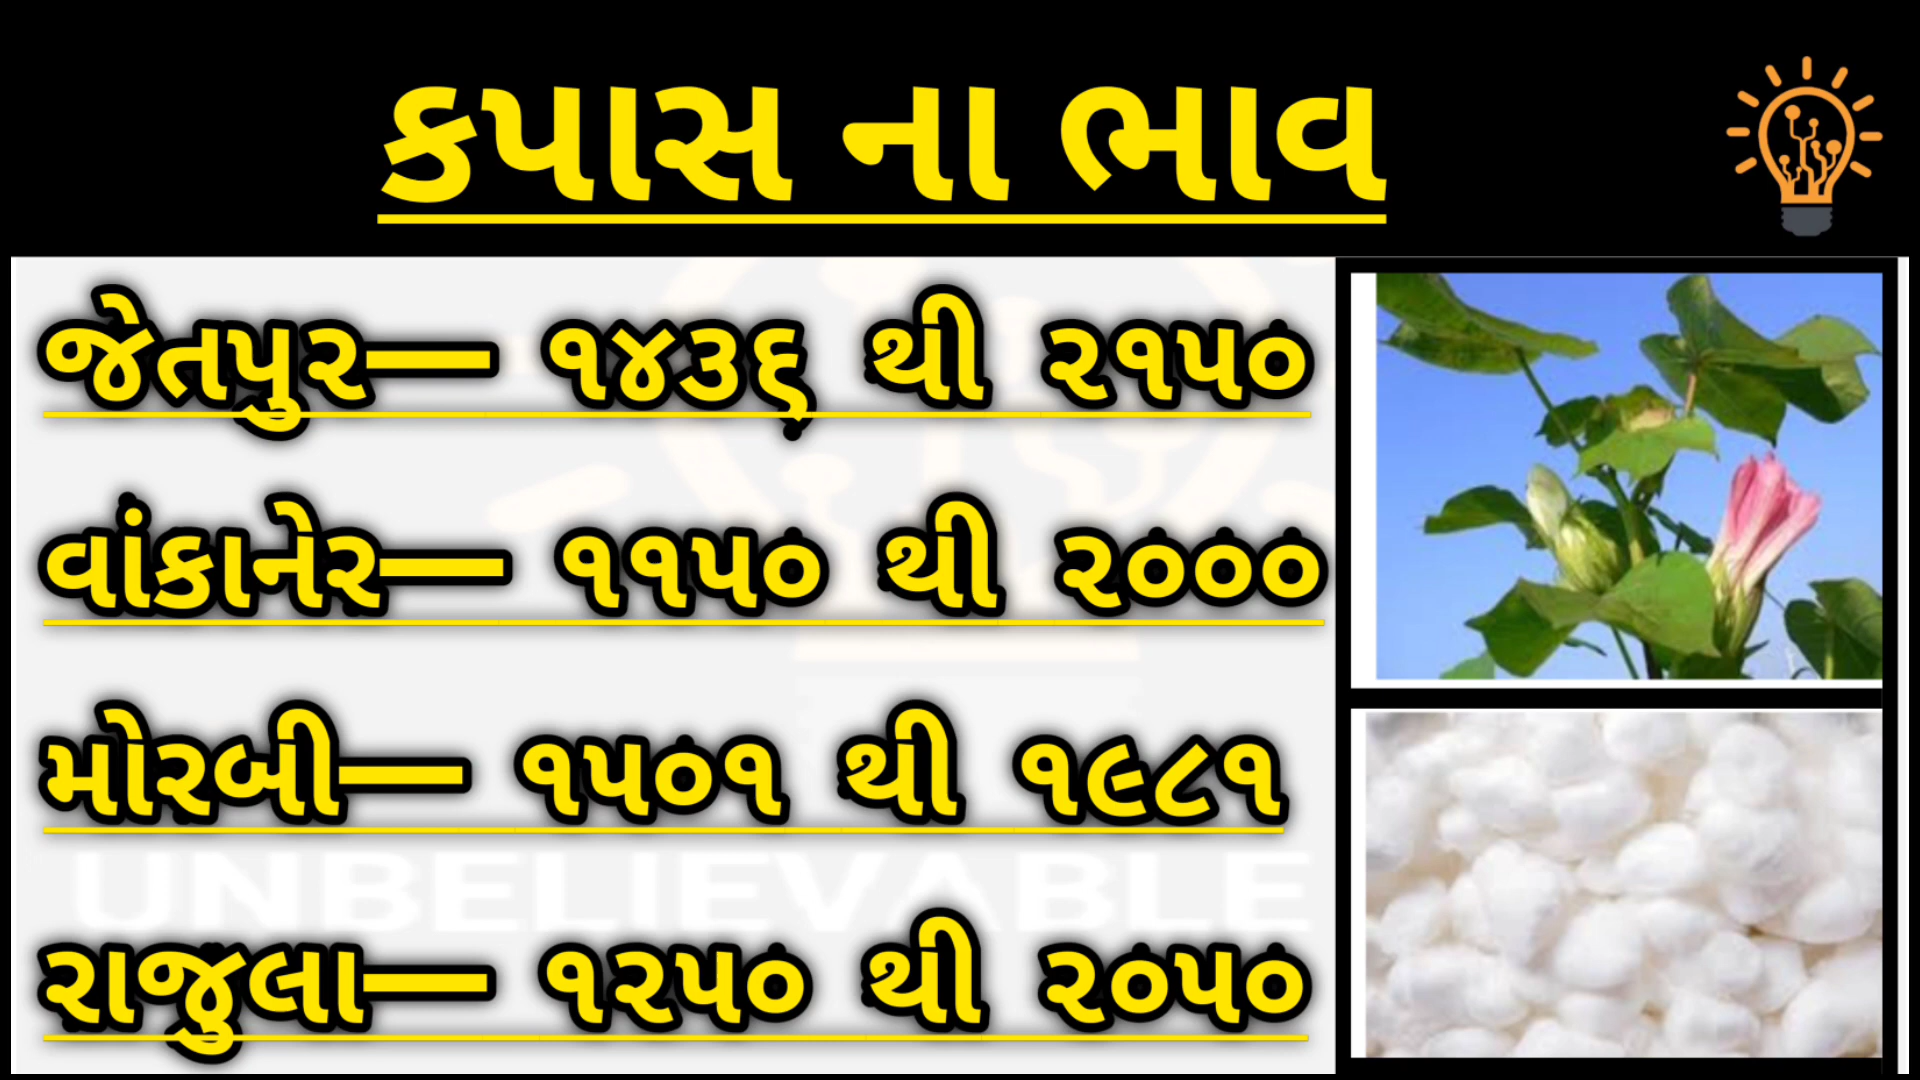 કપાસ ના ભાવ
જેતપુર— ૧૪૩૬ થી ૨૧૫૦
વાંકાનેર— ૧૧૫૦ થી ૨૦૦૦
મોરબી— ૧૫૦૧ થી ૧૯૮૧
UNBELIEVABLE
રાજુલા— ૧૨૫૦ થી ૨૦૫૦